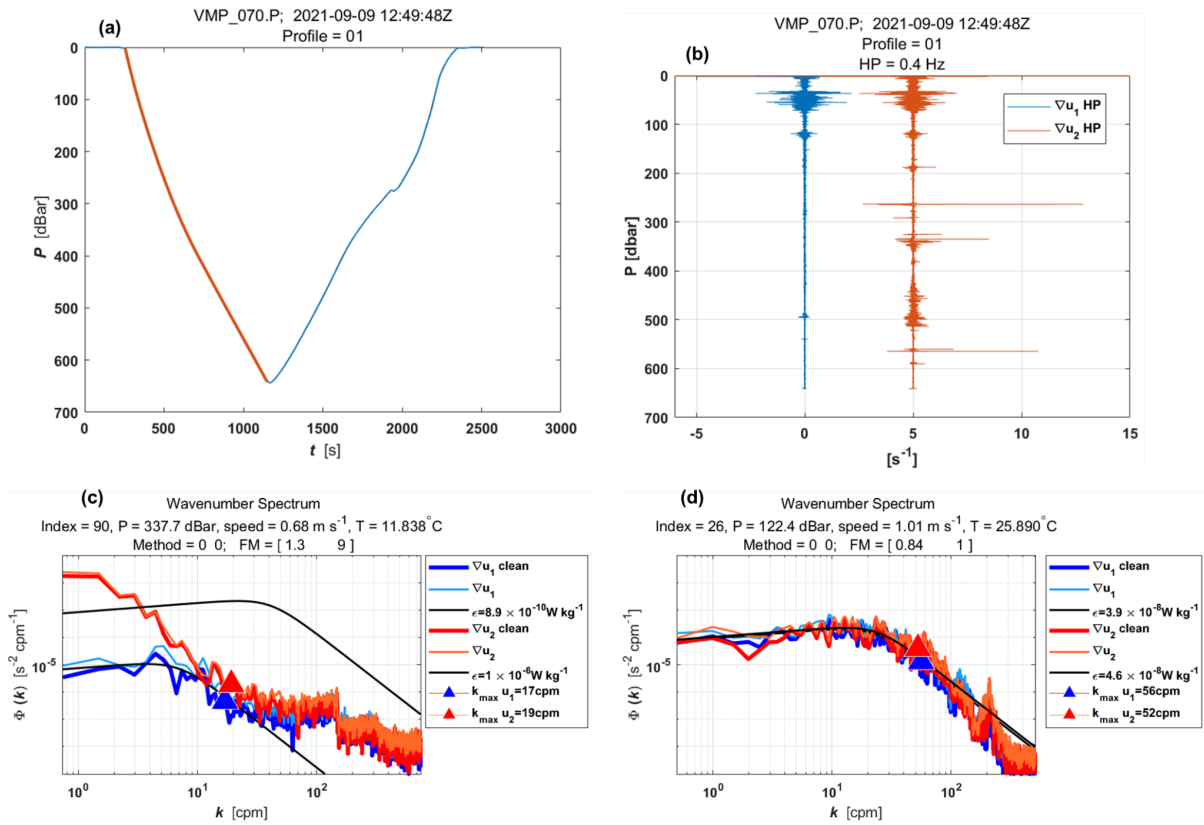 (a)
VMP_070.P; 2021-09-09 12:49:48Z
Profile = 01
0
100
200
300
400
500
600
700
P [dBar]
0
500
1000
1500
2000
2500
3000
t [s]
(b)
VMP_070.P; 2021-09-09 12:49:48Z
Profile = 01
HP = 0.4 Hz
0
100
200
300
400
500
600
700
P [dbar]
∇u₁ HP
∇u₂ HP
-5
0
5
10
15
[s⁻¹]
(c)
Wavenumber Spectrum
Index = 90, P = 337.7 dBar, speed = 0.68 m s⁻¹, T = 11.838°C
Method = 0 0; FM = [ 1.3 9 ]
Φ (k) [s⁻² cpm⁻¹]
10⁻⁵
∇u₁ clean
∇u₁
ϵ=8.9 × 10⁻¹⁰W kg⁻¹
∇u₂ clean
∇u₂
ϵ=1 × 10⁻⁶W kg⁻¹
k_max u₁=17cpm
k_max u₂=19cpm
10⁰
10¹
10²
k [cpm]
(d)
Wavenumber Spectrum
Index = 26, P = 122.4 dBar, speed = 1.01 m s⁻¹, T = 25.890°C
Method = 0 0; FM = [ 0.84 1 ]
Φ (k) [s⁻² cpm⁻¹]
10⁻⁵
∇u₁ clean
∇u₁
ϵ=3.9 × 10⁻⁸W kg⁻¹
∇u₂ clean
∇u₂
ϵ=4.6 × 10⁻⁸W kg⁻¹
k_max u₁=56cpm
k_max u₂=52cpm
10⁰
10¹
10²
k [cpm]